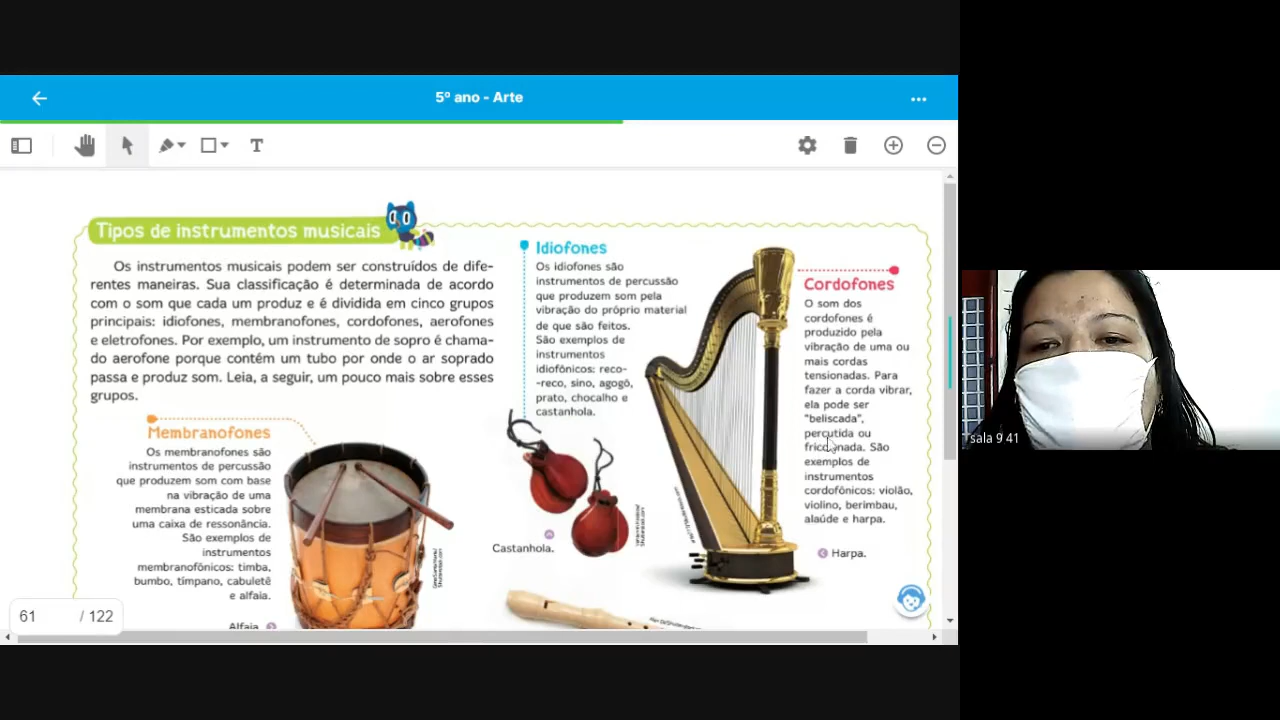 5º ano - Arte
T
Tipos de instrumentos musicais
Os instrumentos musicais podem ser construídos de dife-
rentes maneiras. Sua classificação é determinada de acordo
com o som que cada um produz e é dividida em cinco grupos
principais: idiofones, membranofones, cordofones, aerofones
e eletrofones. Por exemplo, um instrumento de sopro é chama-
do aerofone porque contém um tubo por onde o ar soprado
passa e produz som. Leia, a seguir, um pouco mais sobre esses
grupos.
Membranofones
Os membranofones são
instrumentos de percussão
que produzem som com base
na vibração de uma
membrana esticada sobre
uma caixa de ressonância.
São exemplos de
instrumentos
membranofônicos: timba,
bumbo, tímpano, cabuletê
e alfaia.
Alfaia.
Idiofones
Os idiofones são
instrumentos de percussão
que produzem som pela
vibração do próprio material
de que são feitos.
São exemplos de
instrumentos
idiofônicos: reco-
-reco, sino, agogô,
prato, chocalho e
castanhola.
Castanhola.
Cordofones
O som dos
cordofones é
produzido pela
vibração de uma ou
mais cordas
tensionadas. Para
fazer a corda vibrar,
ela pode ser
"beliscada",
percutida ou
friccionada. São
exemplos de
instrumentos
cordofônicos: violão,
violino, berimbau,
alaúde e harpa.
Harpa.
61 / 122
sala 9 41